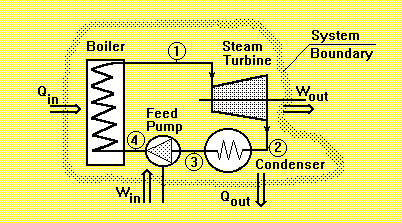 Boiler
1
Steam
Turbine
System
Boundary
Qin
Wout
Feed
Pump
4
3
2
Condenser
Win
Qout